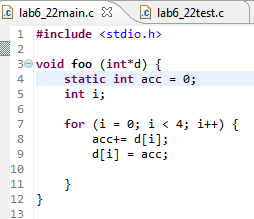 lab6_22main.c lab6_22test.c
1 #include <stdio.h>
2
3 void foo (int*d) {
4 static int acc = 0;
5 int i;
6
7 for (i = 0; i < 4; i++) {
8 acc+= d[i];
9 d[i] = acc;
10
11 }
12 }
13